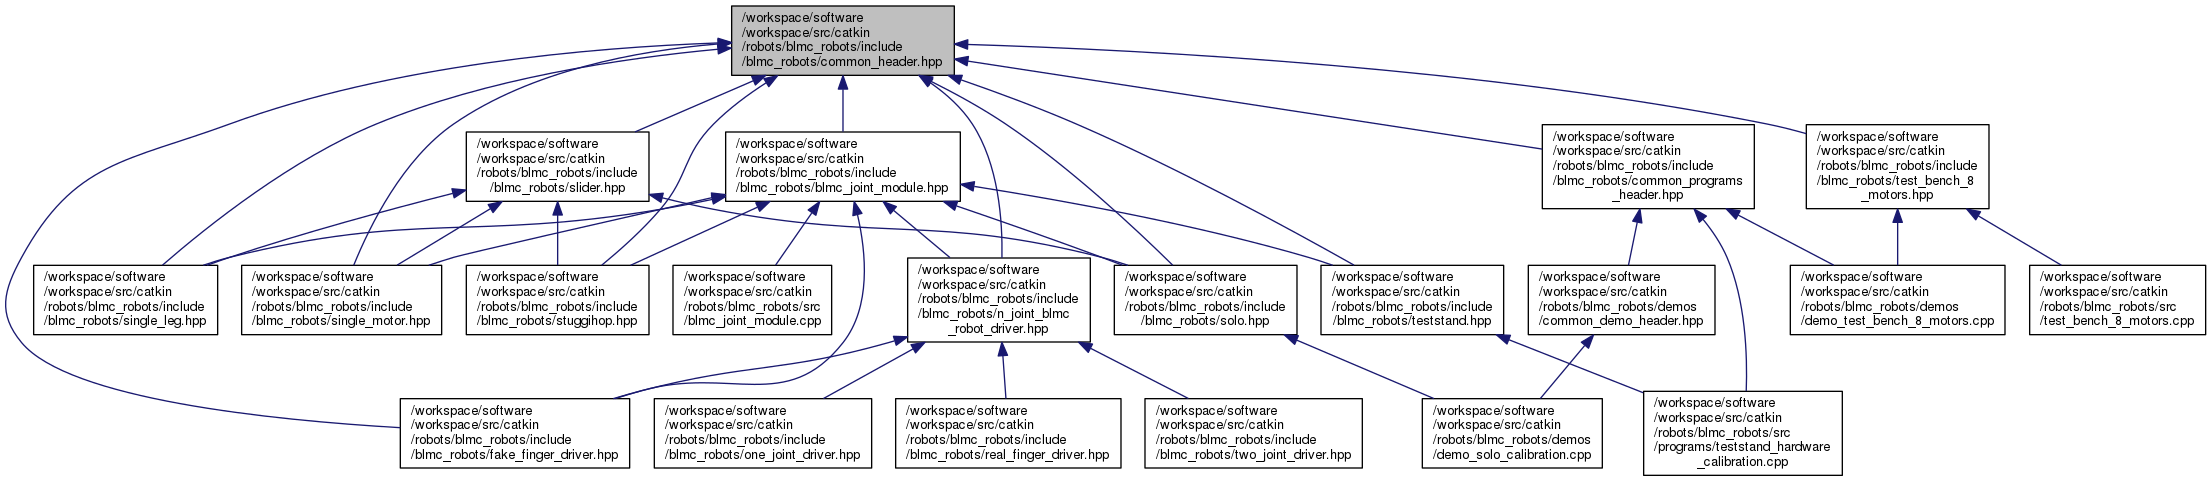 /workspace/software
/workspace/src/catkin
/robots/blmc_robots/include
/blmc_robots/common_header.hpp
/workspace/software
/workspace/src/catkin
/robots/blmc_robots/include
/blmc_robots/slider.hpp
/workspace/software
/workspace/src/catkin
/robots/blmc_robots/include
/blmc_robots/blmc_joint_module.hpp
/workspace/software
/workspace/src/catkin
/robots/blmc_robots/include
/blmc_robots/common_programs
_header.hpp
/workspace/software
/workspace/src/catkin
/robots/blmc_robots/include
/blmc_robots/test_bench_8
_motors.hpp
/workspace/software
/workspace/src/catkin
/robots/blmc_robots/include
/blmc_robots/single_leg.hpp
/workspace/software
/workspace/src/catkin
/robots/blmc_robots/include
/blmc_robots/single_motor.hpp
/workspace/software
/workspace/src/catkin
/robots/blmc_robots/include
/blmc_robots/stuggihop.hpp
/workspace/software
/workspace/src/catkin
/robots/blmc_robots/src
/blmc_joint_module.cpp
/workspace/software
/workspace/src/catkin
/robots/blmc_robots/include
/blmc_robots/n_joint_blmc
_robot_driver.hpp
/workspace/software
/workspace/src/catkin
/robots/blmc_robots/include
/blmc_robots/solo.hpp
/workspace/software
/workspace/src/catkin
/robots/blmc_robots/include
/blmc_robots/teststand.hpp
/workspace/software
/workspace/src/catkin
/robots/blmc_robots/demos
/common_demo_header.hpp
/workspace/software
/workspace/src/catkin
/robots/blmc_robots/demos
/demo_test_bench_8_motors.cpp
/workspace/software
/workspace/src/catkin
/robots/blmc_robots/src
/test_bench_8_motors.cpp
/workspace/software
/workspace/src/catkin
/robots/blmc_robots/include
/blmc_robots/fake_finger_driver.hpp
/workspace/software
/workspace/src/catkin
/robots/blmc_robots/include
/blmc_robots/one_joint_driver.hpp
/workspace/software
/workspace/src/catkin
/robots/blmc_robots/include
/blmc_robots/real_finger_driver.hpp
/workspace/software
/workspace/src/catkin
/robots/blmc_robots/include
/blmc_robots/two_joint_driver.hpp
/workspace/software
/workspace/src/catkin
/robots/blmc_robots/demos
/demo_solo_calibration.cpp
/workspace/software
/workspace/src/catkin
/robots/blmc_robots/src
/programs/teststand_hardware
_calibration.cpp